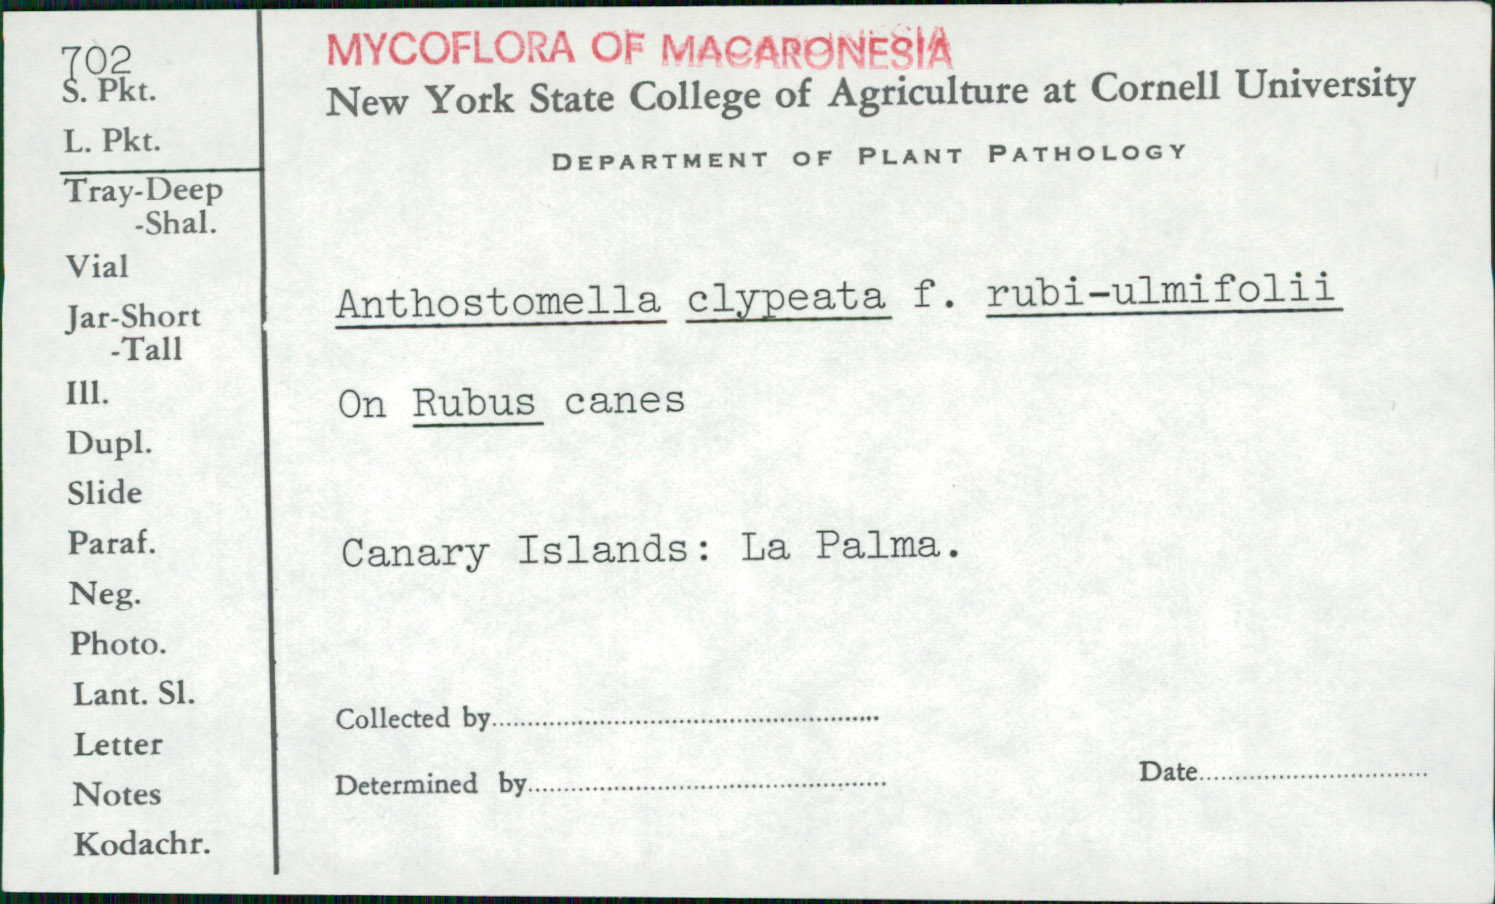 702
S. Pkt.
L. Pkt.
Tray-Deep
-Shal.
Vial
Jar-Short
-Tall
Ill.
Dupl.
Slide
Paraf.
Neg.
Photo.
Lant. Sl.
Letter
Notes
Kodachr.
MYCOFLORA OF MACARONESIA
New York State College of Agriculture at Cornell University
DEPARTMENT OF PLANT PATHOLOGY
Anthostomella clypeata f. rubi-ulmifolii
On Rubus canes
Canary Islands: La Palma.
Collected by
Determined by
Date